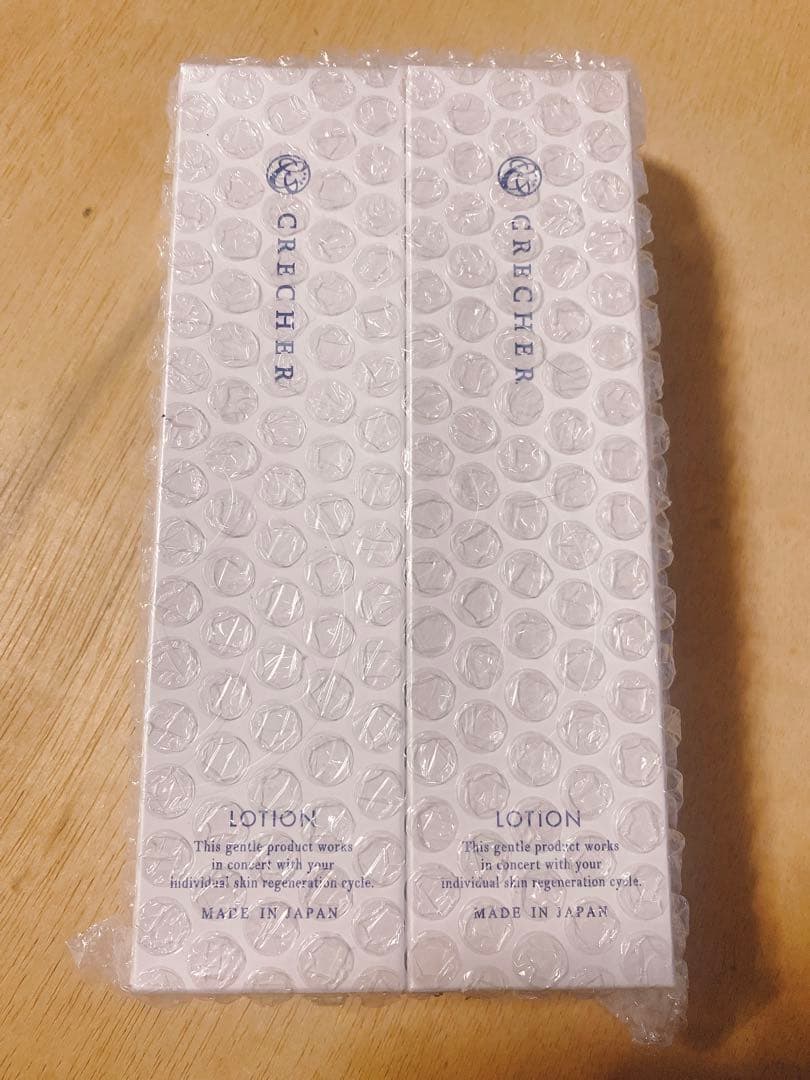 CRECHER
LOTION
This gentle product works
in concert with your
individual skin regeneration cycle.
MADE IN JAPAN
CRECHER
LOTION
This gentle product works
in concert with your
individual skin regeneration cycle.
MADE IN JAPAN